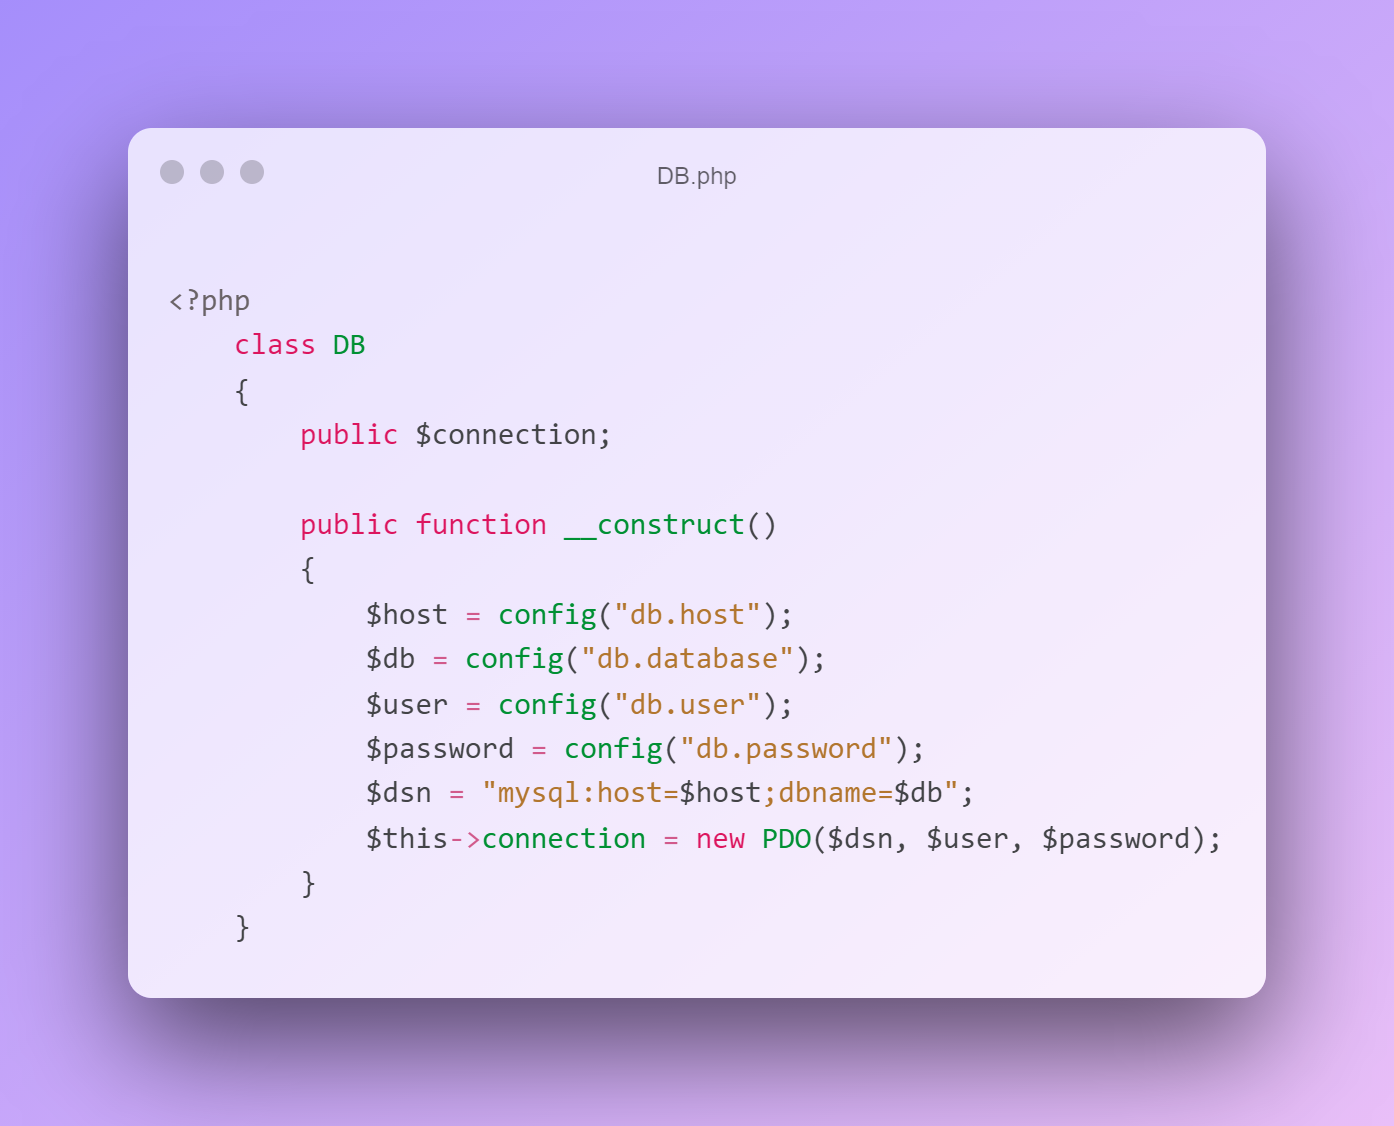 DB.php
<?php
    class DB
    {
        public $connection;

        public function __construct()
        {
            $host = config("db.host");
            $db = config("db.database");
            $user = config("db.user");
            $password = config("db.password");
            $dsn = "mysql:host=$host;dbname=$db";
            $this->connection = new PDO($dsn, $user, $password);
        }
    }